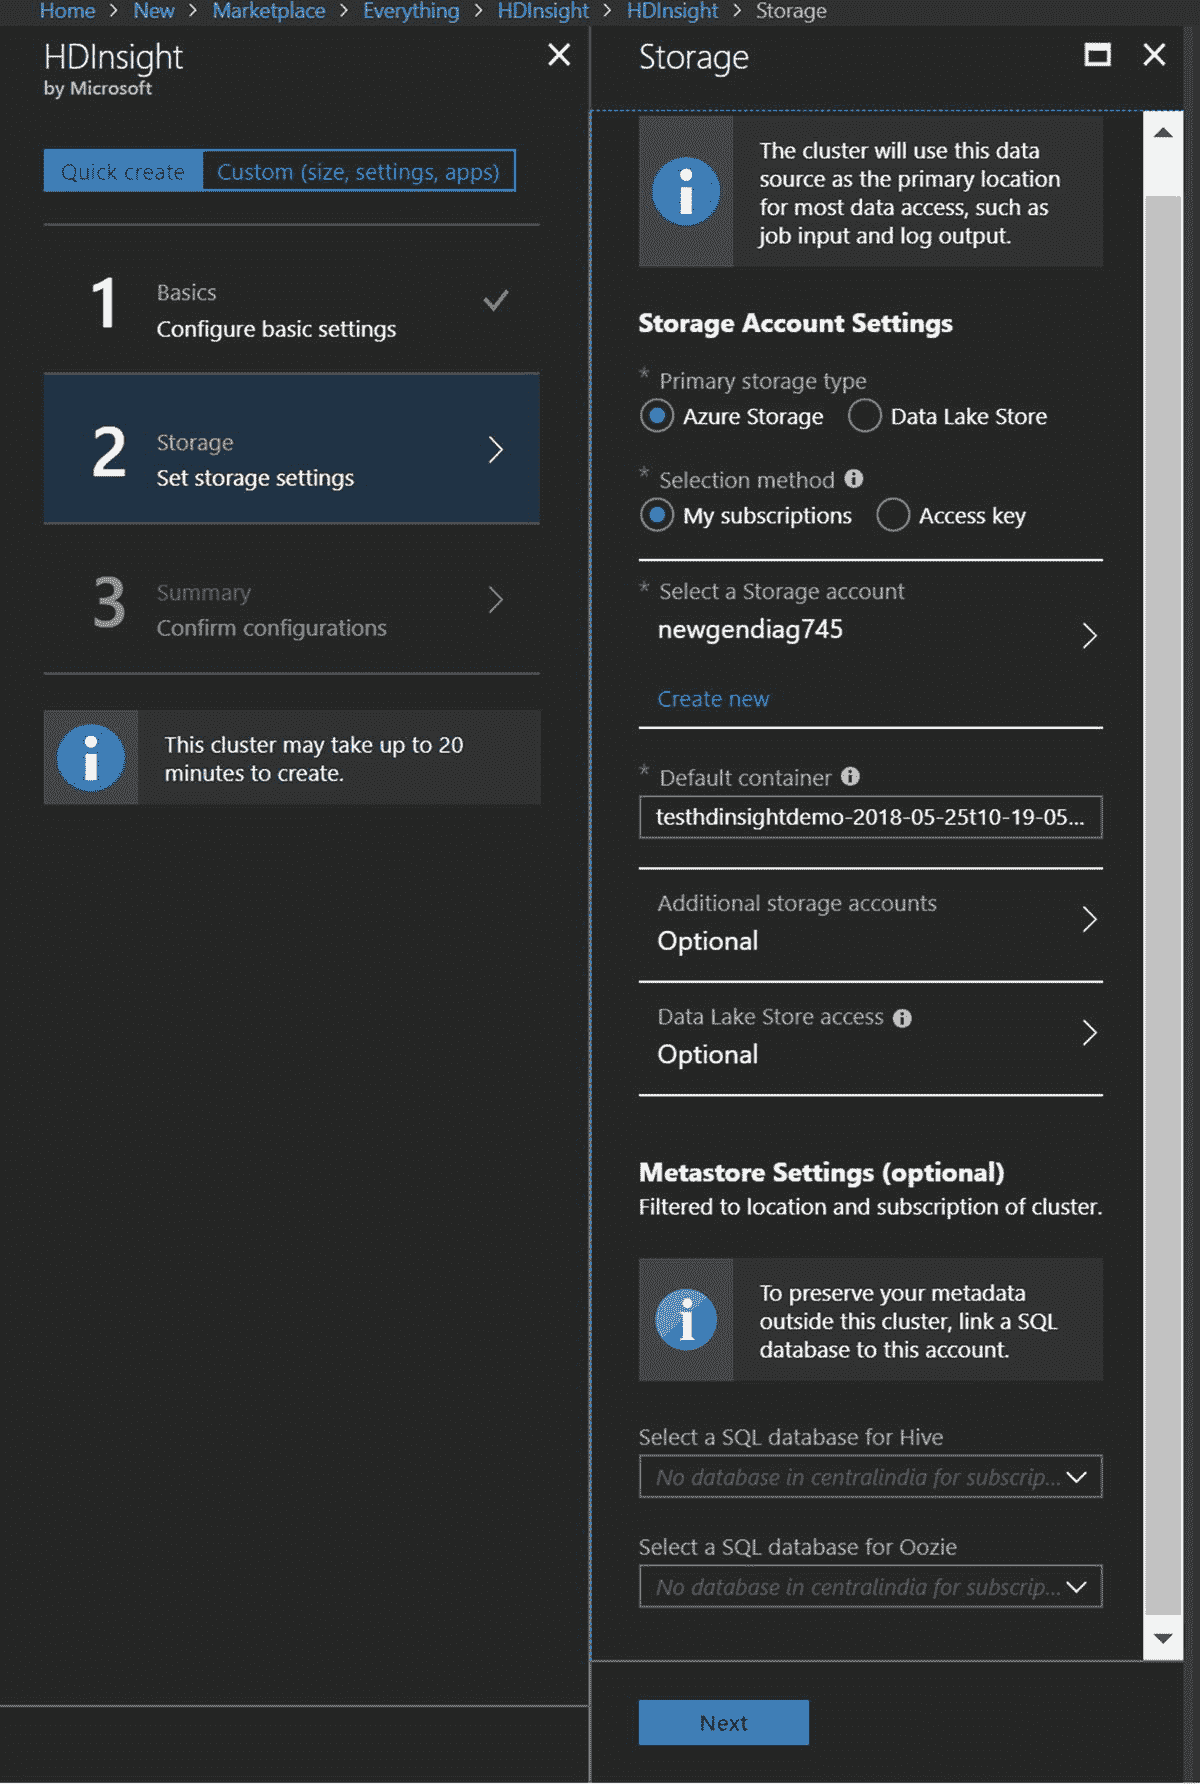 Home > New > Marketplace > Everything > HDInsight > HDInsight > Storage
HDInsight
by Microsoft
Quick create
Custom (size, settings, apps)
1
Basics
Configure basic settings
2
Storage
Set storage settings
3
Summary
Confirm configurations
This cluster may take up to 20
minutes to create.
Storage
The cluster will use this data
source as the primary location
for most data access, such as
job input and log output.
Storage Account Settings
* Primary storage type
Azure Storage Data Lake Store
* Selection method
My subscriptions Access key
* Select a Storage account
newgendiag745
Create new
* Default container
testhdinsightdemo-2018-05-25t10-19-05...
Additional storage accounts
Optional
Data Lake Store access
Optional
Metastore Settings (optional)
Filtered to location and subscription of cluster.
To preserve your metadata
outside this cluster, link a SQL
database to this account.
Select a SQL database for Hive
No database in centralindia for subscrip...
Select a SQL database for Oozie
No database in centralindia for subscrip...
Next